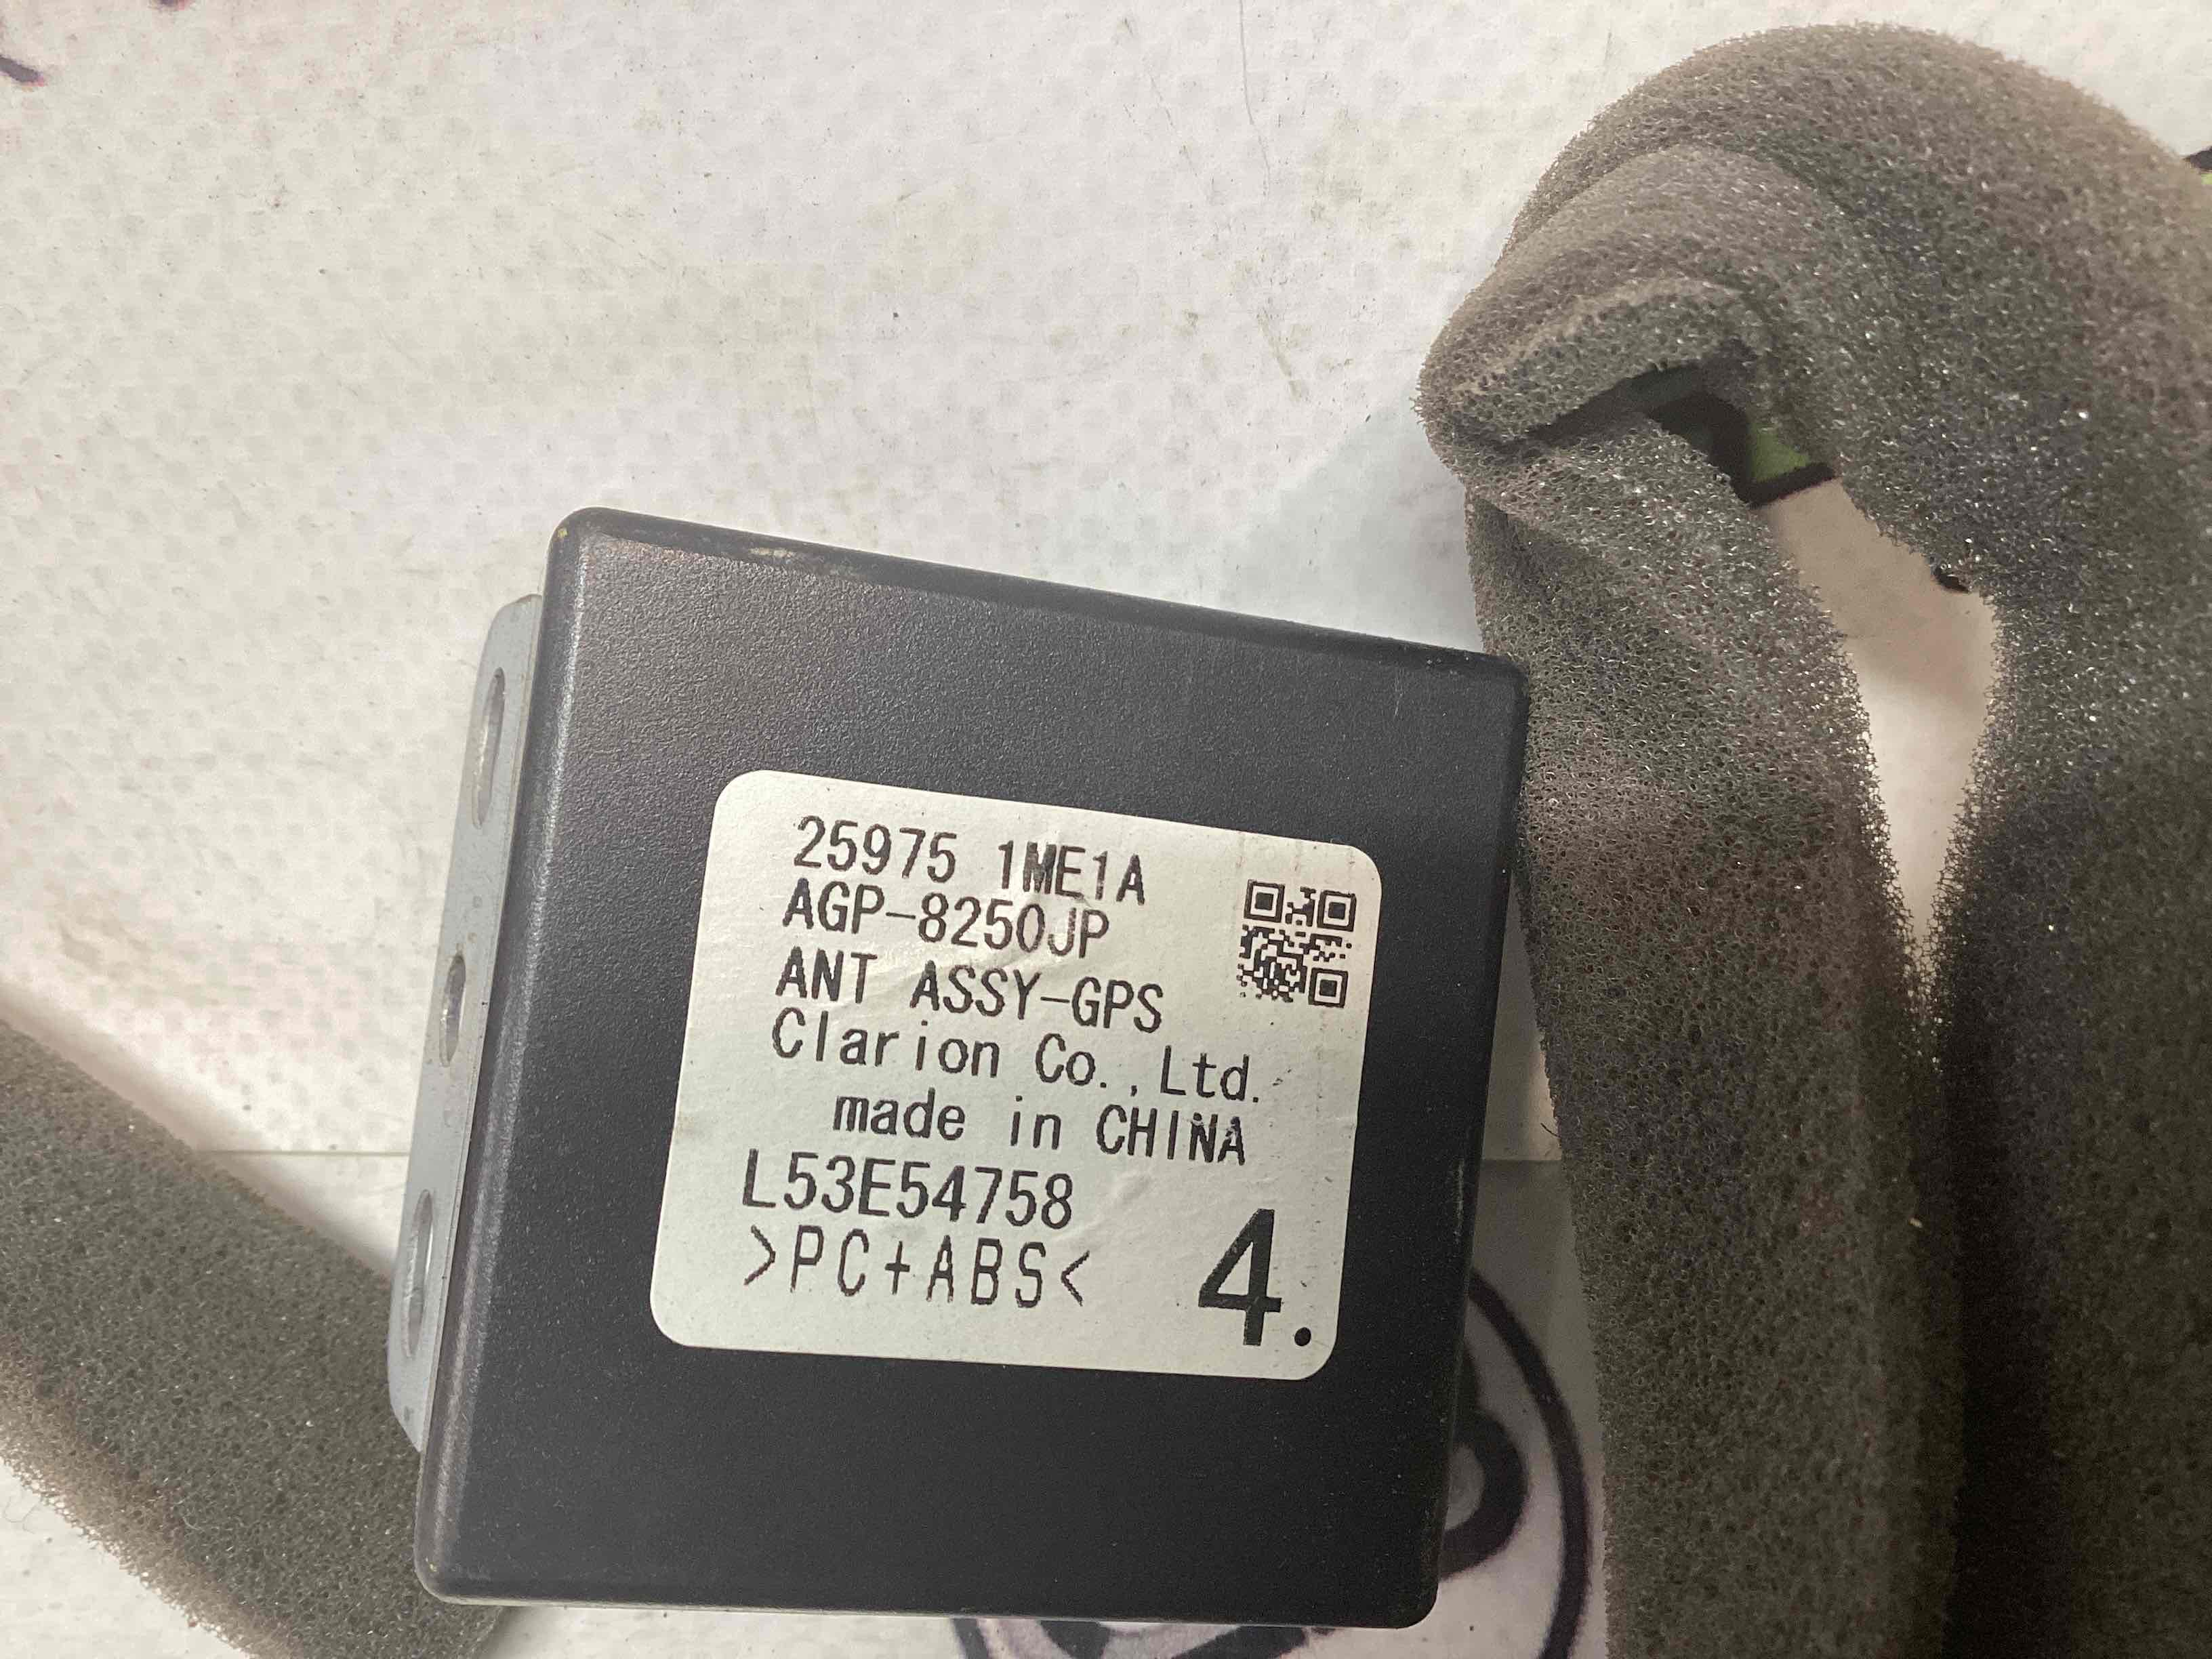 25975 1ME1A
AGP-8250JP
ANT ASSY-GPS
Clarion Co.,Ltd.
made in CHINA
L53E54758
>PC+ABS<
4.